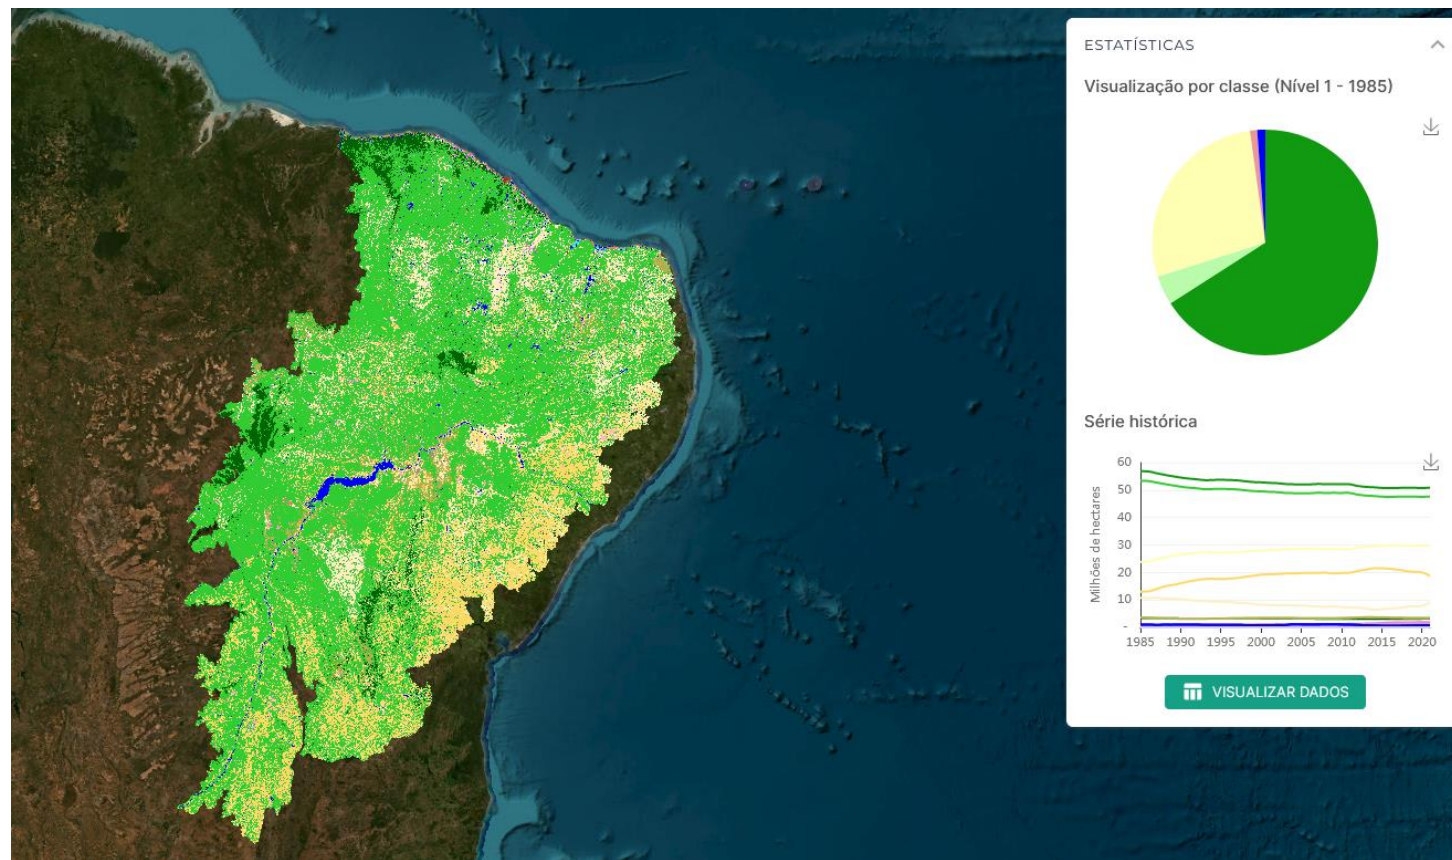 ESTATÍSTICAS
Visualização por classe (Nível 1 - 1985)
Série histórica
Milhões de hectares
60
50
40
30
20
10
-
1985 1990 1995 2000 2005 2010 2015 2020
VISUALIZAR DADOS